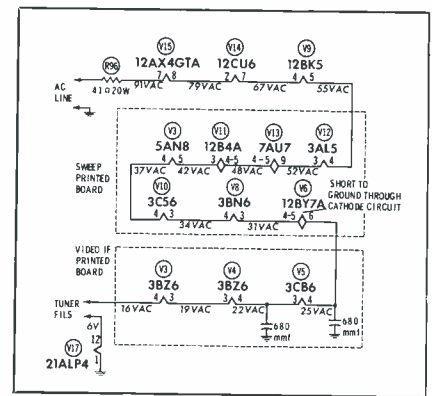 V15 V14 V9
R96 12AX4GTA 12CU6 12BK5
7 8 2 7 4 5
41Ω20W 91VAC 79VAC 67VAC 55VAC
AC
LINE
V3 V11 V13 V12
5AN8 12B4A 7AU7 3AL5
4 5 3 4-5 4-5 9 3 4
37VAC 42VAC 48VAC 52VAC
SWEEP
PRINTED
BOARD
V10 V8 V6
3C56 3BN6 12BY7A
4 3 4 3 4-5 6
34VAC 31VAC
SHORT TO
GROUND THROUGH
CATHODE CIRCUIT
VIDEO IF
PRINTED
BOARD
V3 V4 V5
3BZ6 3BZ6 3CB6
4 3 3 4 3 4
16VAC 19VAC 22VAC 25VAC
TUNER
FILS
680
mmf
680
mmf
6V
12
V17
1
21ALP4